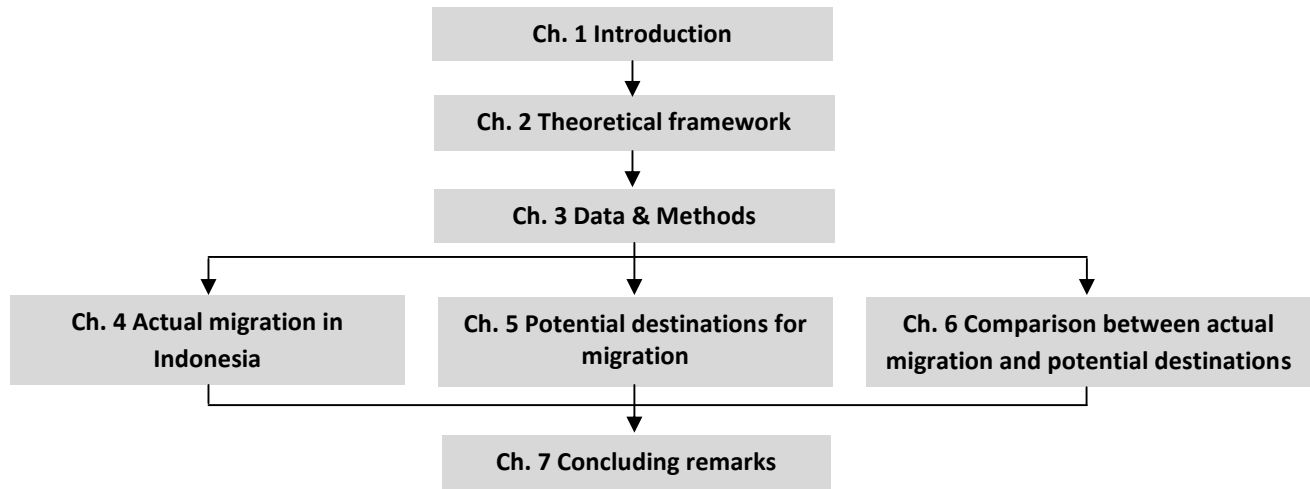 Ch. 1 Introduction
Ch. 2 Theoretical framework
Ch. 3 Data & Methods
Ch. 4 Actual migration in
Indonesia
Ch. 5 Potential destinations for
migration
Ch. 6 Comparison between actual
migration and potential destinations
Ch. 7 Concluding remarks